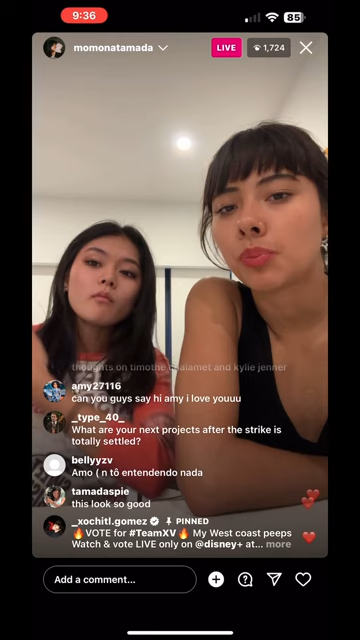 9:36
85
momonatamada
LIVE
1,724
thoughts on timothe chalamet and kylie jenner
amy27116
can you guys say hi amy i love youuu
_type_40_
What are your next projects after the strike is
totally settled?
bellyyzv
Amo ( n tô entendendo nada
tamadaspie
this look so good
_xochitl.gomez PINNED
🔥VOTE for #TeamXV🔥 My West coast peeps
Watch & vote LIVE only on @disney+ at... more
Add a comment...